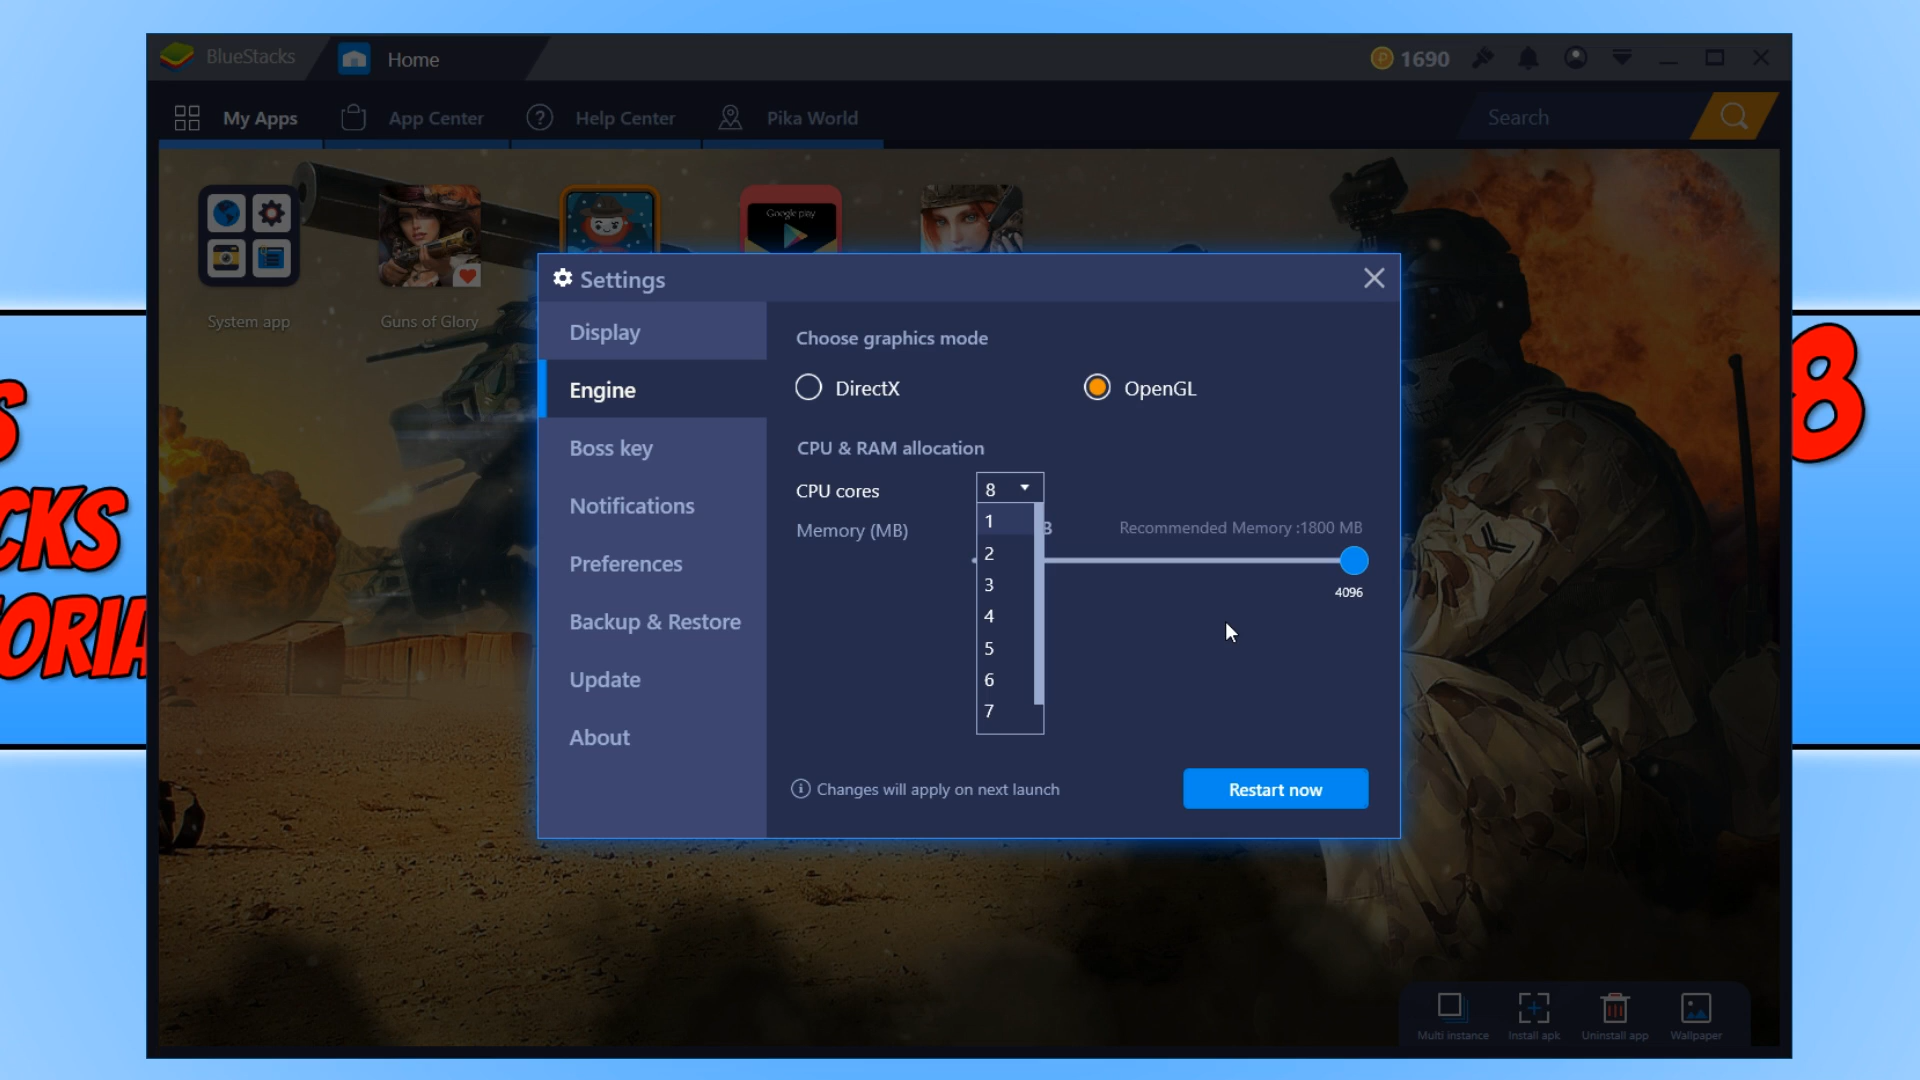 BlueStacks
Home
1690
My Apps
App Center
Help Center
Pika World
Search
Google play
System app
Guns of Glory
Settings
Display
Engine
Boss key
Notifications
Preferences
Backup & Restore
Update
About
Choose graphics mode
DirectX
OpenGL
CPU & RAM allocation
CPU cores
8
1
2
3
4
5
6
7
Memory (MB)
Recommended Memory :1800 MB
4096
Changes will apply on next launch
Restart now
Multi instance
Install apk
Uninstall app
Wallpaper
8